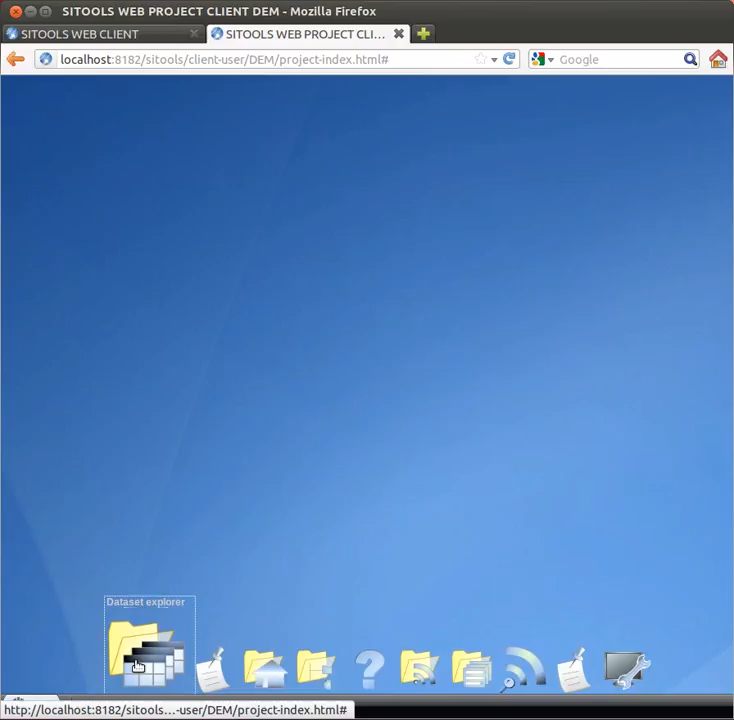 SITOOLS WEB PROJECT CLIENT DEM - Mozilla Firefox
SITOOLS WEB CLIENT
SITOOLS WEB PROJECT CLI...
localhost:8182/sitools/client-user/DEM/project-index.html#
Google
Dataset explorer
http://localhost:8182/sitools...-user/DEM/project-index.html#